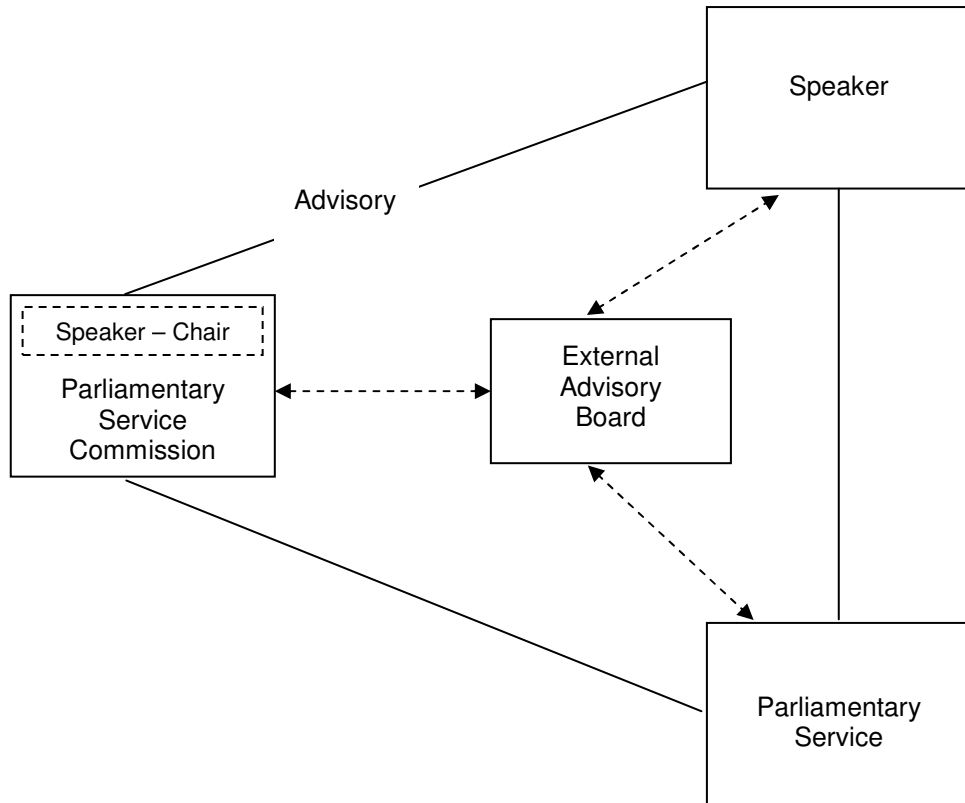 Speaker
Advisory
Speaker – Chair
Parliamentary
Service
Commission
External
Advisory
Board
Parliamentary
Service